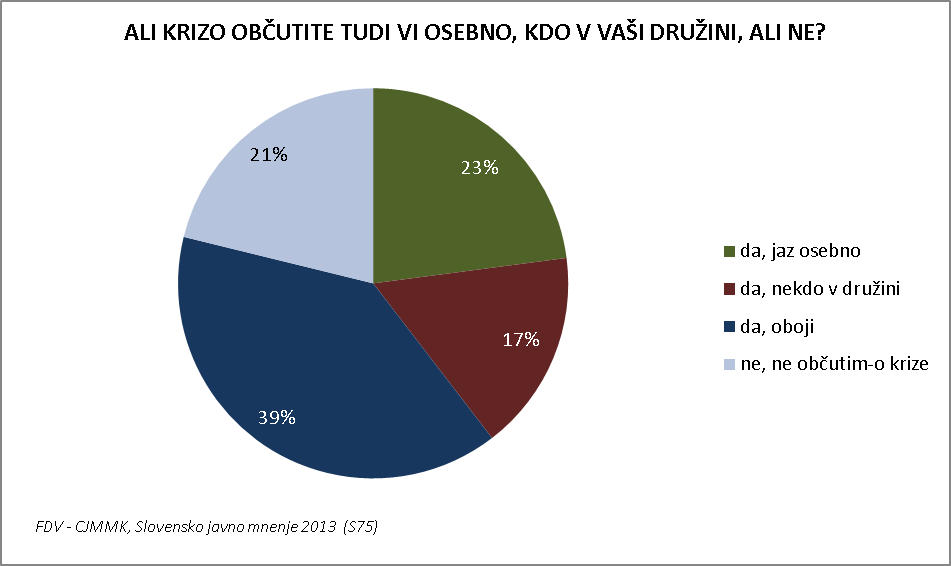 ALI KRIZO OBČUTITE TUDI VI OSEBNO, KDO V VAŠI DRUŽINI, ALI NE?
21%
23%
17%
39%
da, jaz osebno
da, nekdo v družini
da, oboji
ne, ne občutim-o krize
FDV - CJMMK, Slovensko javno mnenje 2013 (S75)